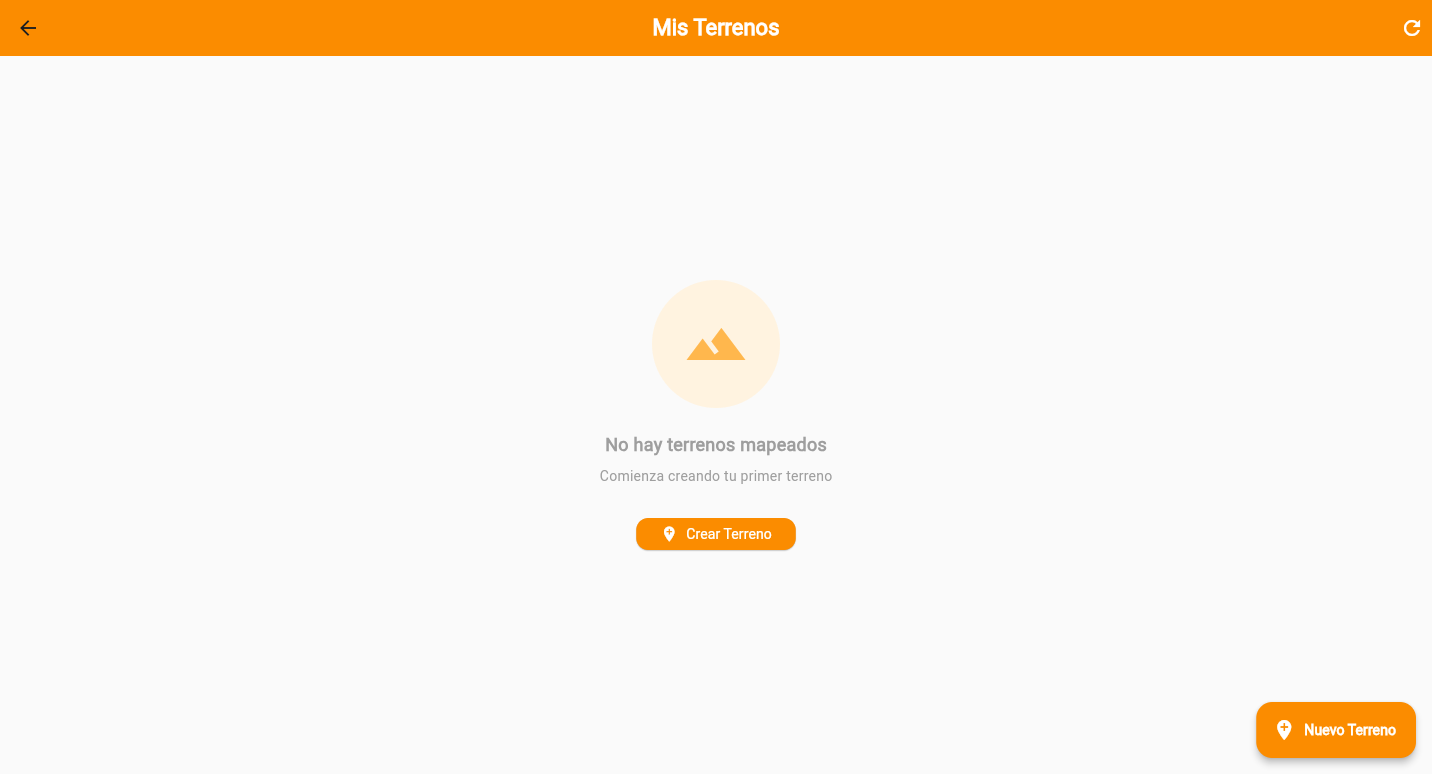 Mis Terrenos
No hay terrenos mapeados
Comienza creando tu primer terreno
Crear Terreno
Nuevo Terreno